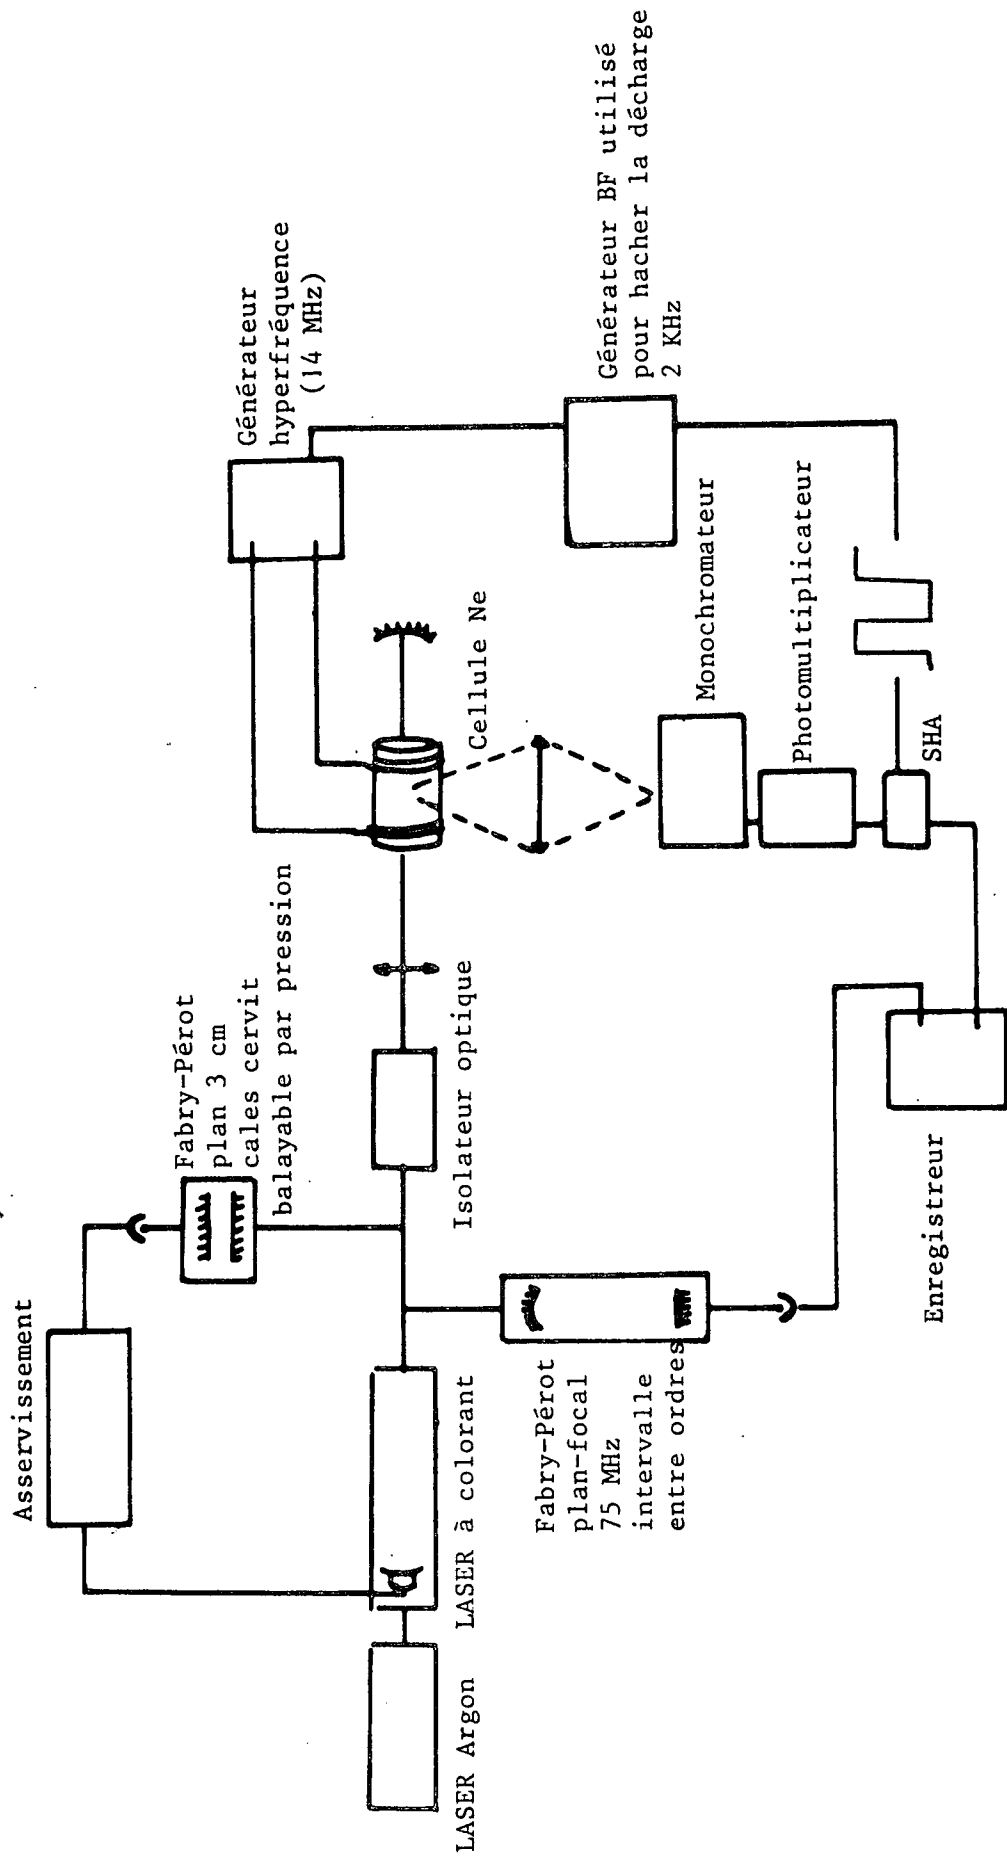 Asservissement
Fabry-Pérot
plan 3 cm
cales cervit
balayable par pression
Générateur
hyperfréquence
(14 MHz)
LASER Argon
LASER à colorant
Isolateur optique
Cellule Ne
Fabry-Pérot
plan-focal
75 MHz
intervalle
entre ordres
Générateur BF utilisé
pour hacher la décharge
2 KHz
Monochromateur
Photomultiplicateur
SHA
Enregistreur